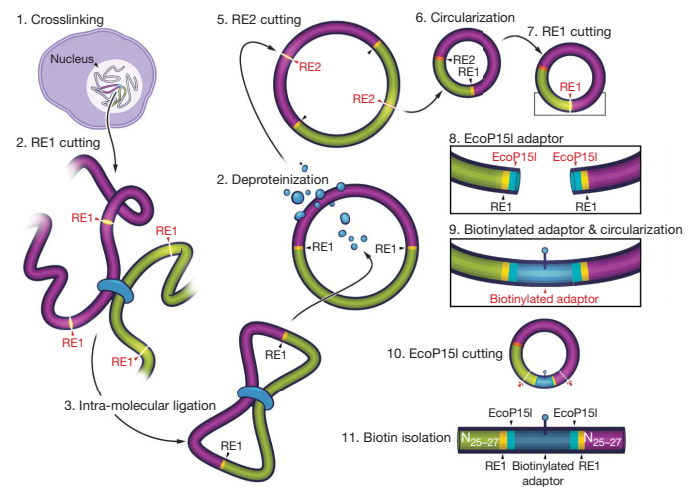 1. Crosslinking
Nucleus
2. RE1 cutting
RE1
RE1
RE1
RE1
3. Intra-molecular ligation
RE1
RE1
2. Deproteinization
RE1
RE1
5. RE2 cutting
RE2
RE2
6. Circularization
RE2
RE1
7. RE1 cutting
RE1
8. EcoP15I adaptor
EcoP15I EcoP15I
RE1 RE1
9. Biotinylated adaptor & circularization
Biotinylated adaptor
10. EcoP15I cutting
11. Biotin isolation
EcoP15I EcoP15I
N25–27 N25–27
RE1 Biotinylated RE1
adaptor